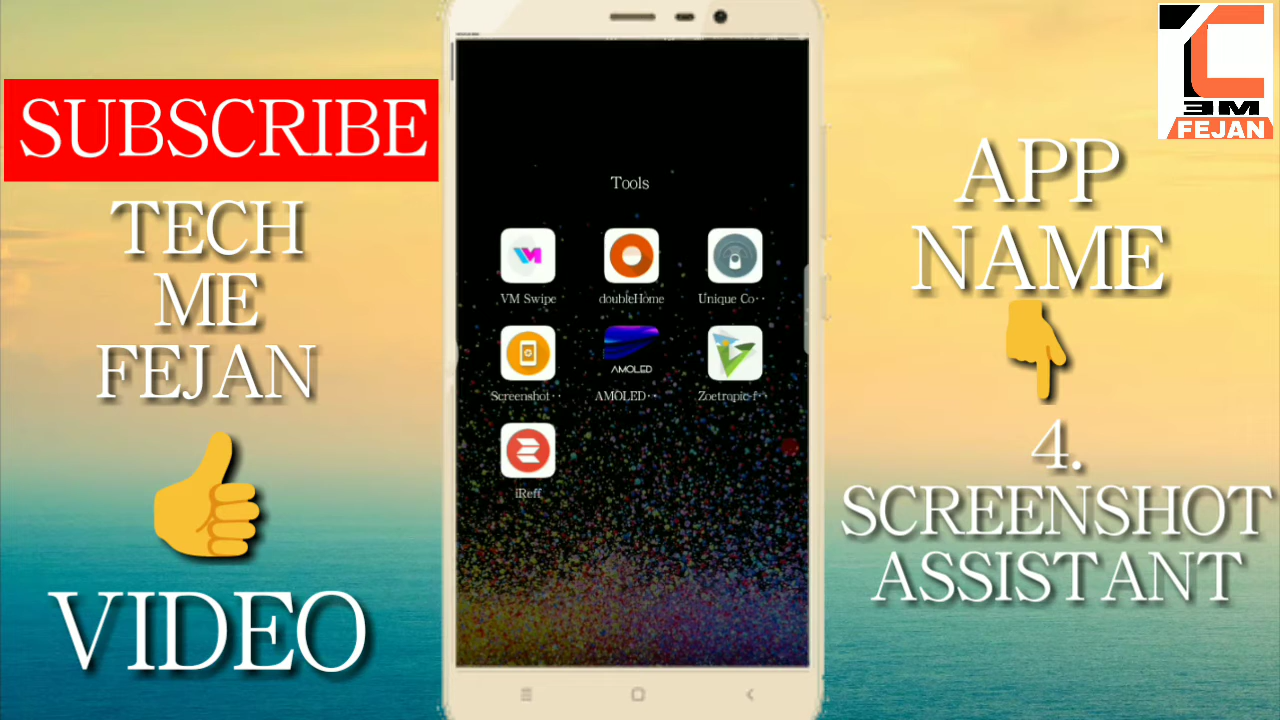 SUBSCRIBE
TECH
ME
FEJAN
VIDEO
Tools
VM Swipe
doubleHome
Unique Co··
Screenshot··
AMOLED
AMOLED··
Zoetropic-f··
iReff
ƎM
FEJAN
APP
NAME
4.
SCREENSHOT
ASSISTANT